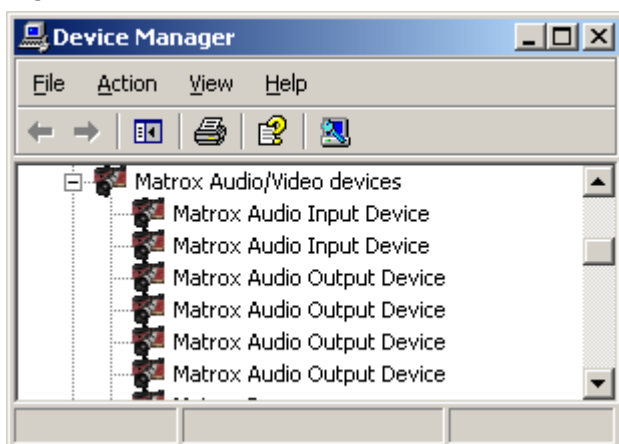 Device Manager
File Action View Help
Matrox Audio/Video devices
Matrox Audio Input Device
Matrox Audio Input Device
Matrox Audio Output Device
Matrox Audio Output Device
Matrox Audio Output Device
Matrox Audio Output Device